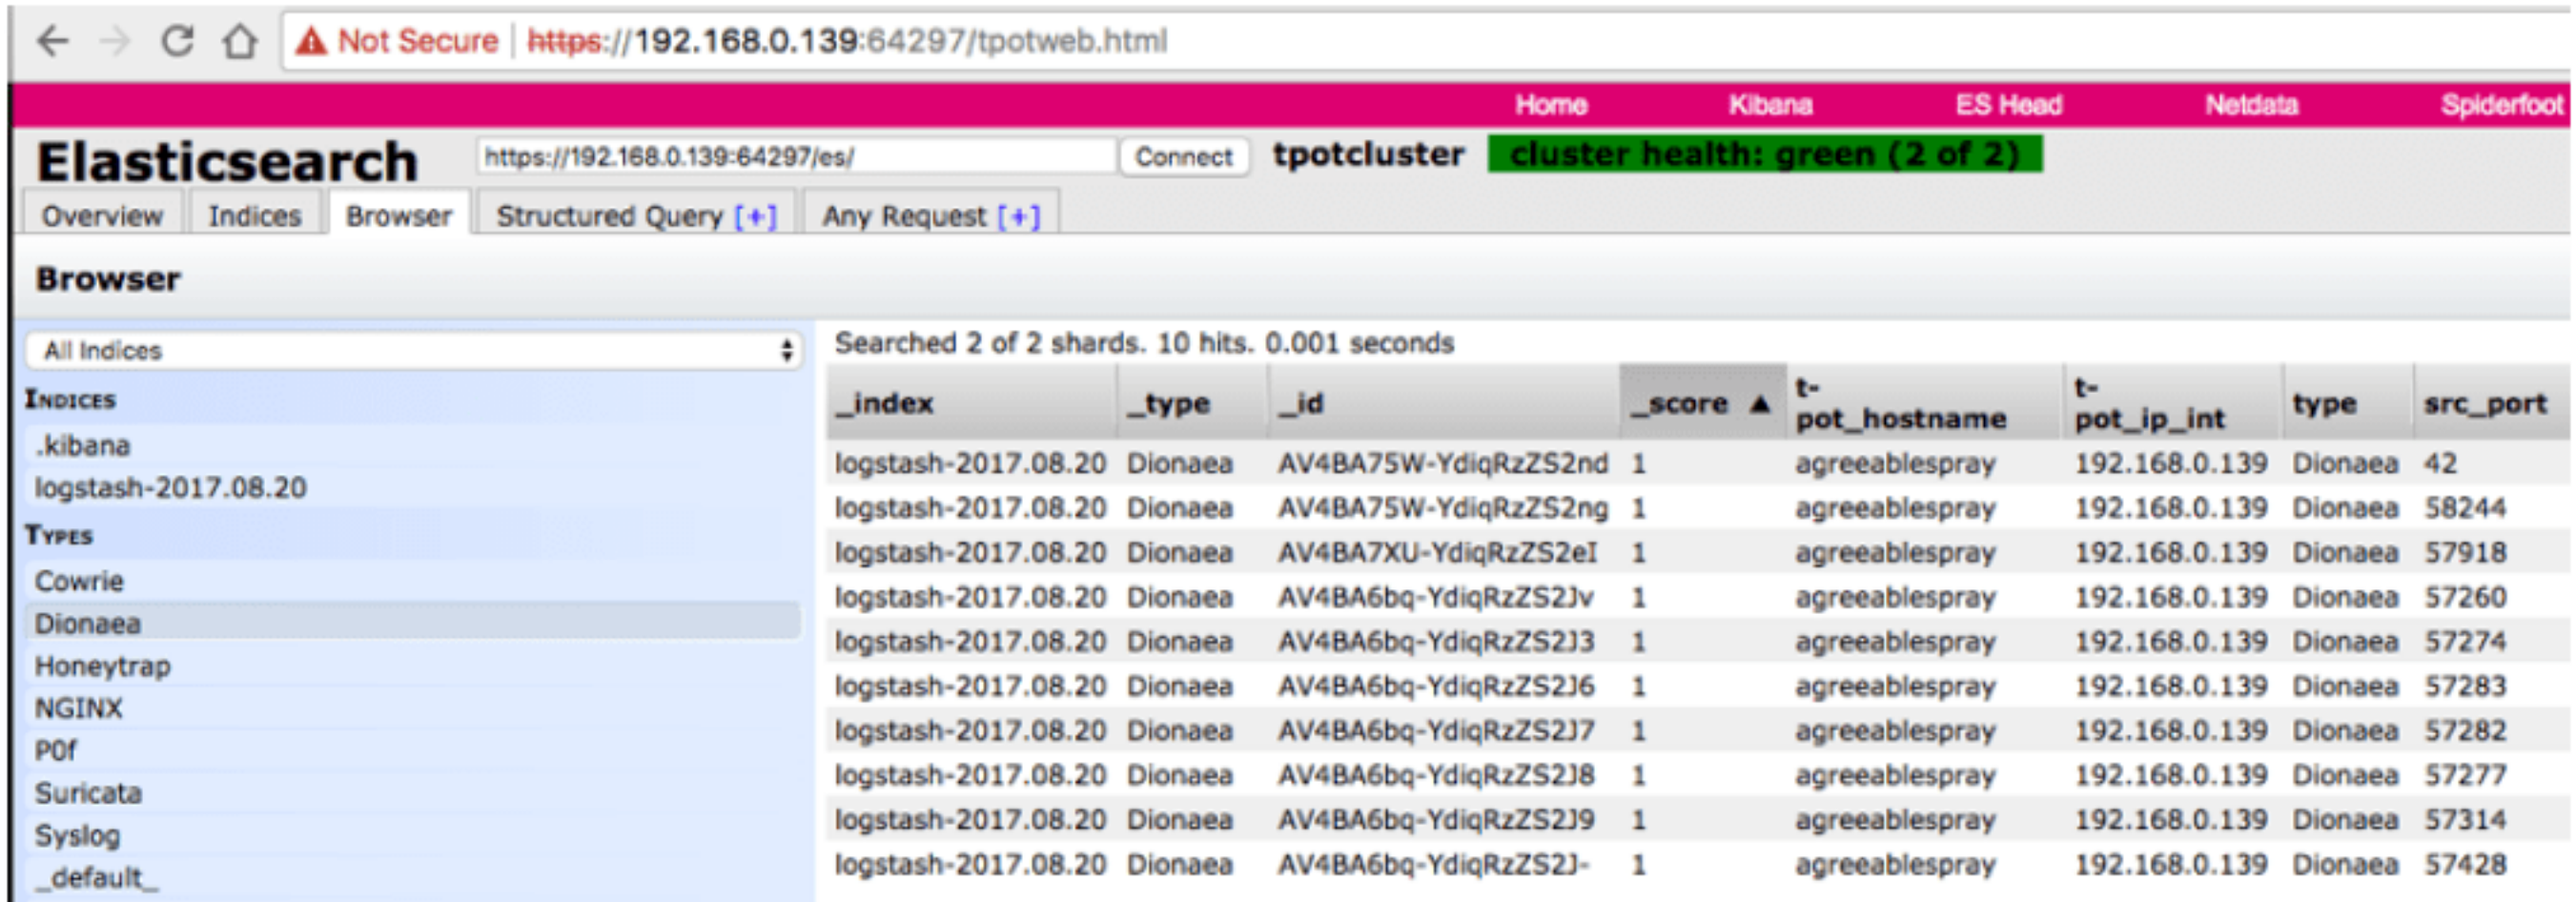 Not Secure | https://192.168.0.139:64297/tpotweb.html
Home Kibana ES Head Netdata Spiderfoot
Elasticsearch https://192.168.0.139:64297/es/ Connect tpotcluster cluster health: green (2 of 2)
Overview Indices Browser Structured Query [+] Any Request [+]
Browser
All Indices
INDICES
.kibana
logstash-2017.08.20
TYPES
Cowrie
Dionaea
Honeytrap
NGINX
P0f
Suricata
Syslog
_default_
Searched 2 of 2 shards. 10 hits. 0.001 seconds
_index _type _id _score ▲ t-pot_hostname t-pot_ip_int type src_port
logstash-2017.08.20 Dionaea AV4BA75W-YdiqRzZS2nd 1 agreeablespray 192.168.0.139 Dionaea 42
logstash-2017.08.20 Dionaea AV4BA75W-YdiqRzZS2ng 1 agreeablespray 192.168.0.139 Dionaea 58244
logstash-2017.08.20 Dionaea AV4BA7XU-YdiqRzZS2eI 1 agreeablespray 192.168.0.139 Dionaea 57918
logstash-2017.08.20 Dionaea AV4BA6bq-YdiqRzZS2Jv 1 agreeablespray 192.168.0.139 Dionaea 57260
logstash-2017.08.20 Dionaea AV4BA6bq-YdiqRzZS2J3 1 agreeablespray 192.168.0.139 Dionaea 57274
logstash-2017.08.20 Dionaea AV4BA6bq-YdiqRzZS2J6 1 agreeablespray 192.168.0.139 Dionaea 57283
logstash-2017.08.20 Dionaea AV4BA6bq-YdiqRzZS2J7 1 agreeablespray 192.168.0.139 Dionaea 57282
logstash-2017.08.20 Dionaea AV4BA6bq-YdiqRzZS2J8 1 agreeablespray 192.168.0.139 Dionaea 57277
logstash-2017.08.20 Dionaea AV4BA6bq-YdiqRzZS2J9 1 agreeablespray 192.168.0.139 Dionaea 57314
logstash-2017.08.20 Dionaea AV4BA6bq-YdiqRzZS2J- 1 agreeablespray 192.168.0.139 Dionaea 57428